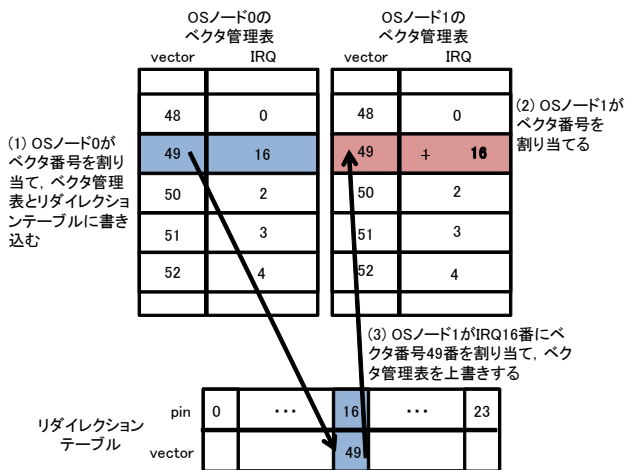 OSノード0の
ベクタ管理表
vector IRQ
48 0
49 16
50 2
51 3
52 4
OSノード1の
ベクタ管理表
vector IRQ
48 0
49 1 16
50 2
51 3
52 4
(1) OSノード0が
ベクタ番号を割り
当て，ベクタ管理
表とリダイレクショ
ンテーブルに書き
込む
(2) OSノード1が
ベクタ番号を
割り当てる
(3) OSノード1がIRQ16番にベ
クタ番号49番を割り当て，ベク
タ管理表を上書きする
リダイレクション
テーブル
pin 0 ・・・ 16 ・・・ 23
vector 49